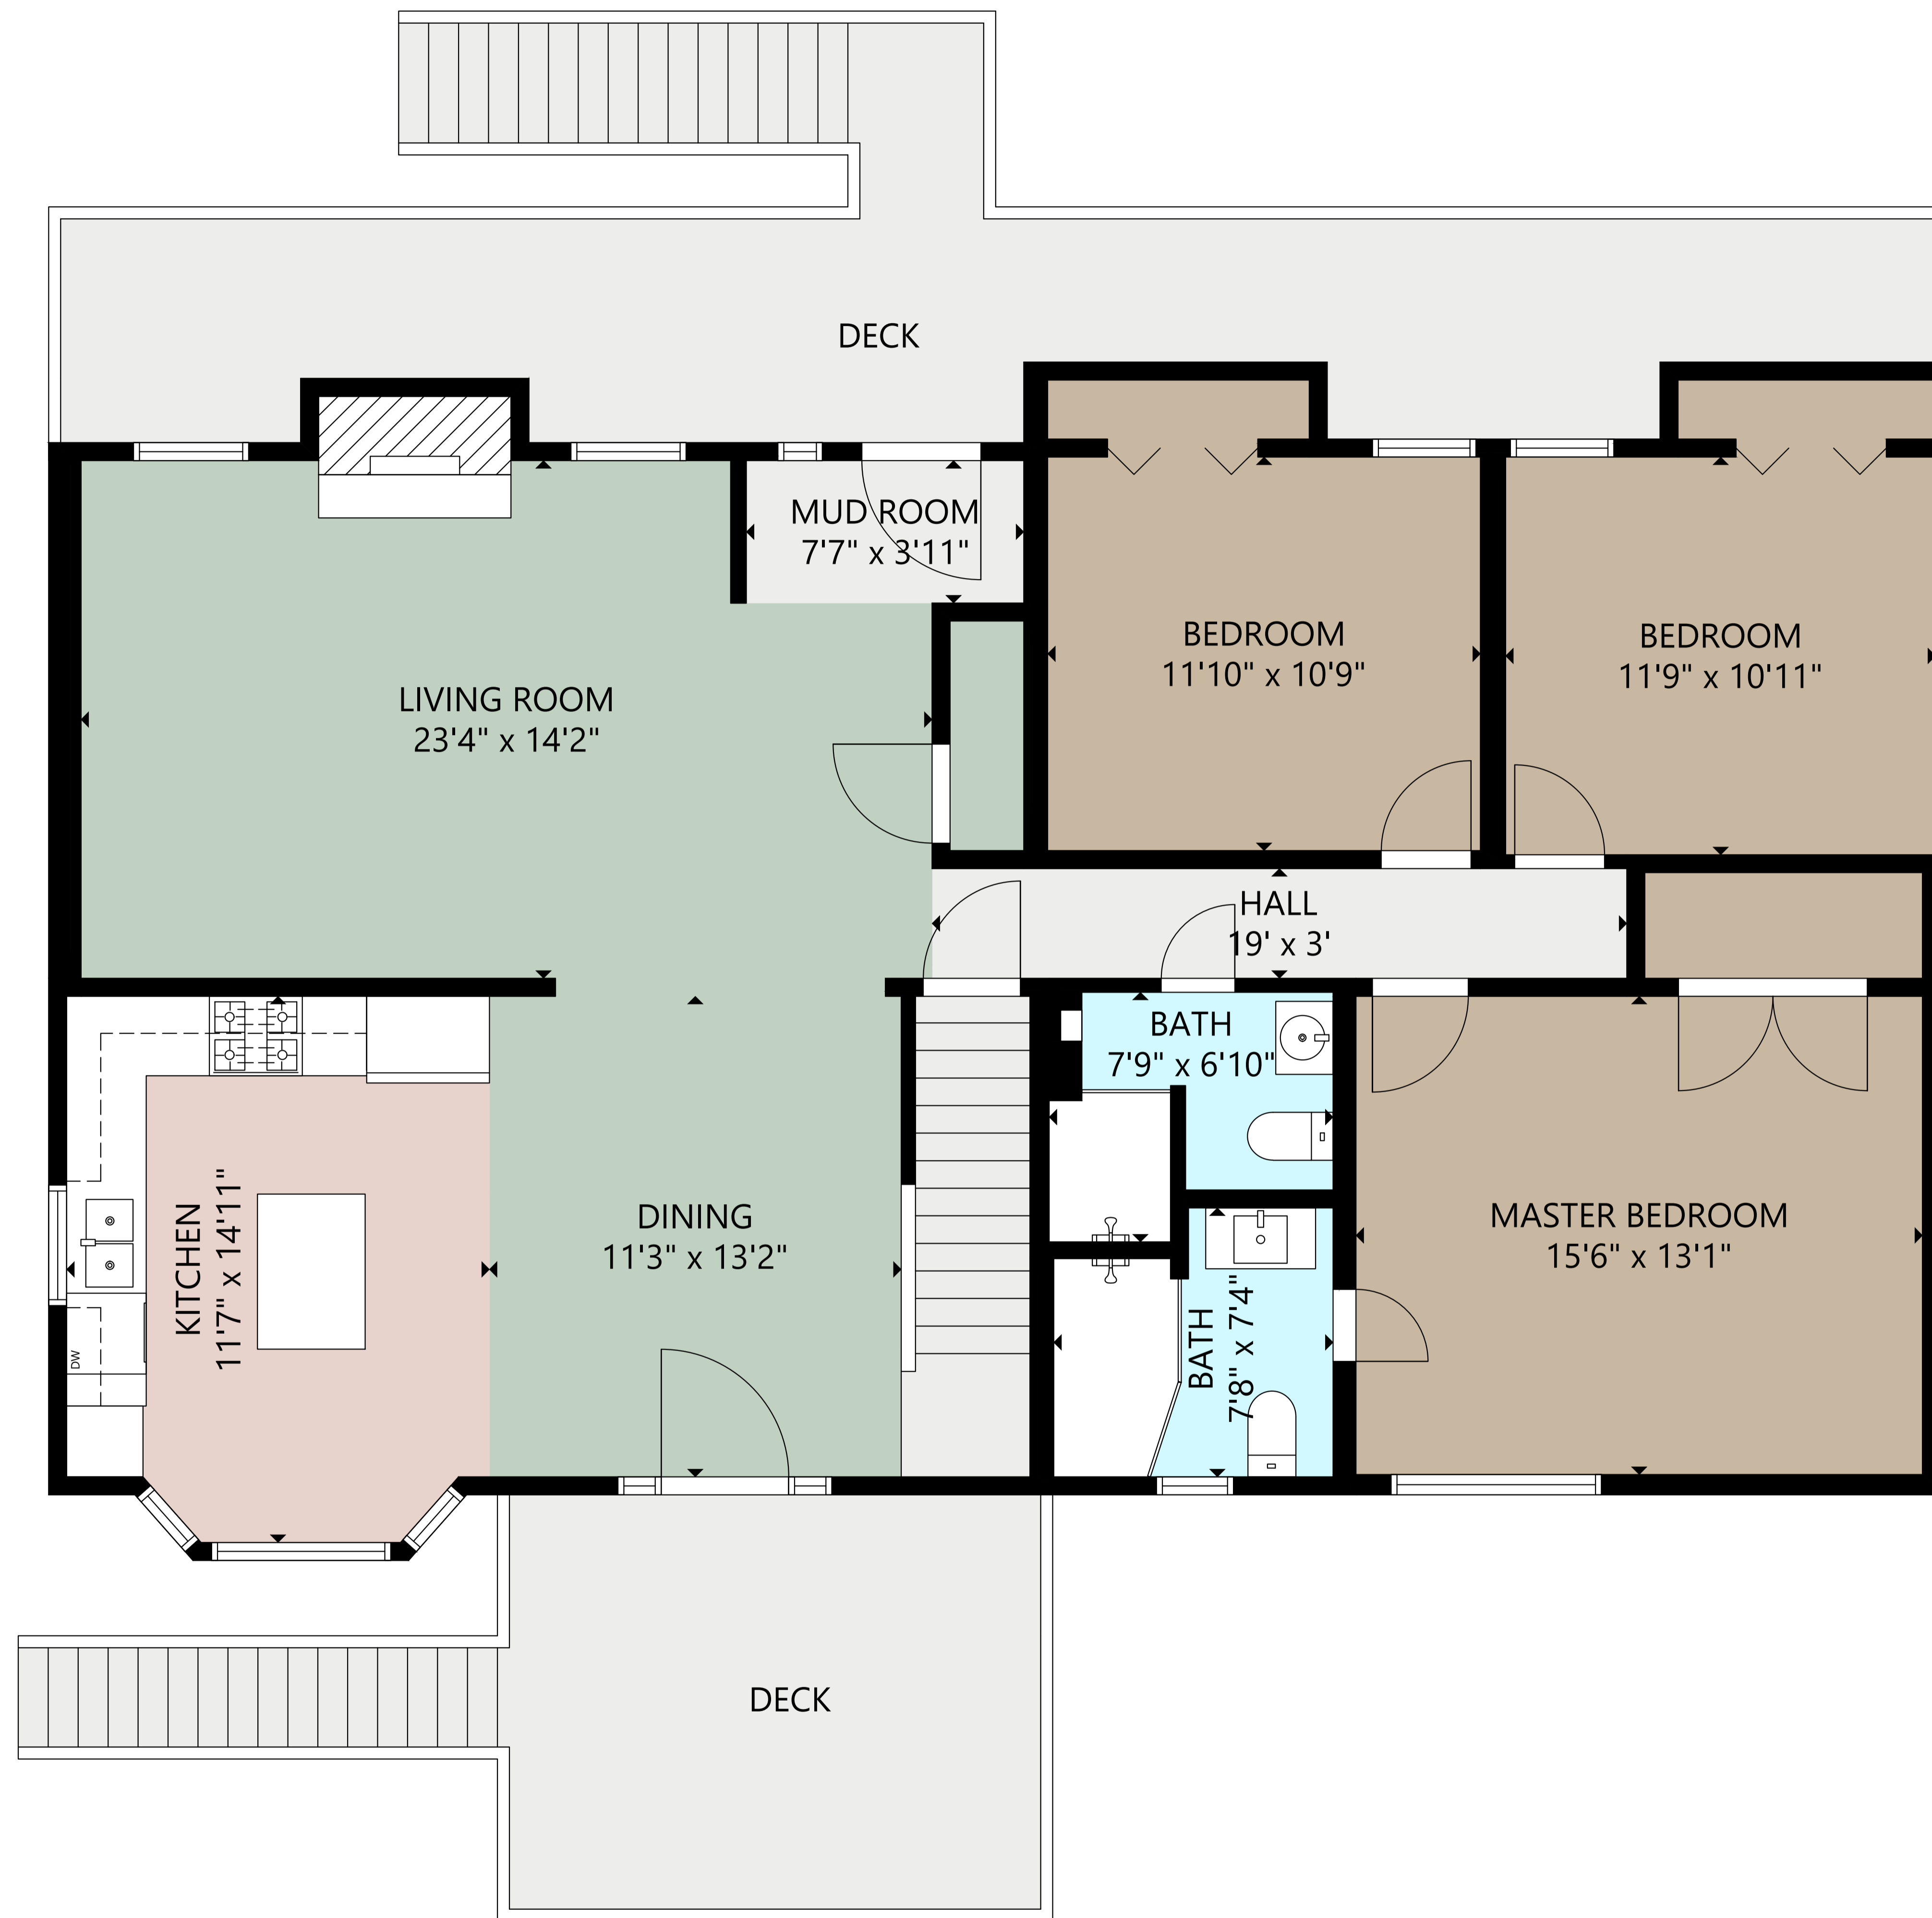 DECK
MUD ROOM
7'7" x 3'11"
BEDROOM
11'10" x 10'9"
BEDROOM
11'9" x 10'11"
LIVING ROOM
23'4" x 14'2"
HALL
19' x 3'
BATH
7'9" x 6'10"
KITCHEN
11'7" x 14'11"
DINING
11'3" x 13'2"
MASTER BEDROOM
15'6" x 13'1"
BATH
7'8" x 7'4"
DW
DECK